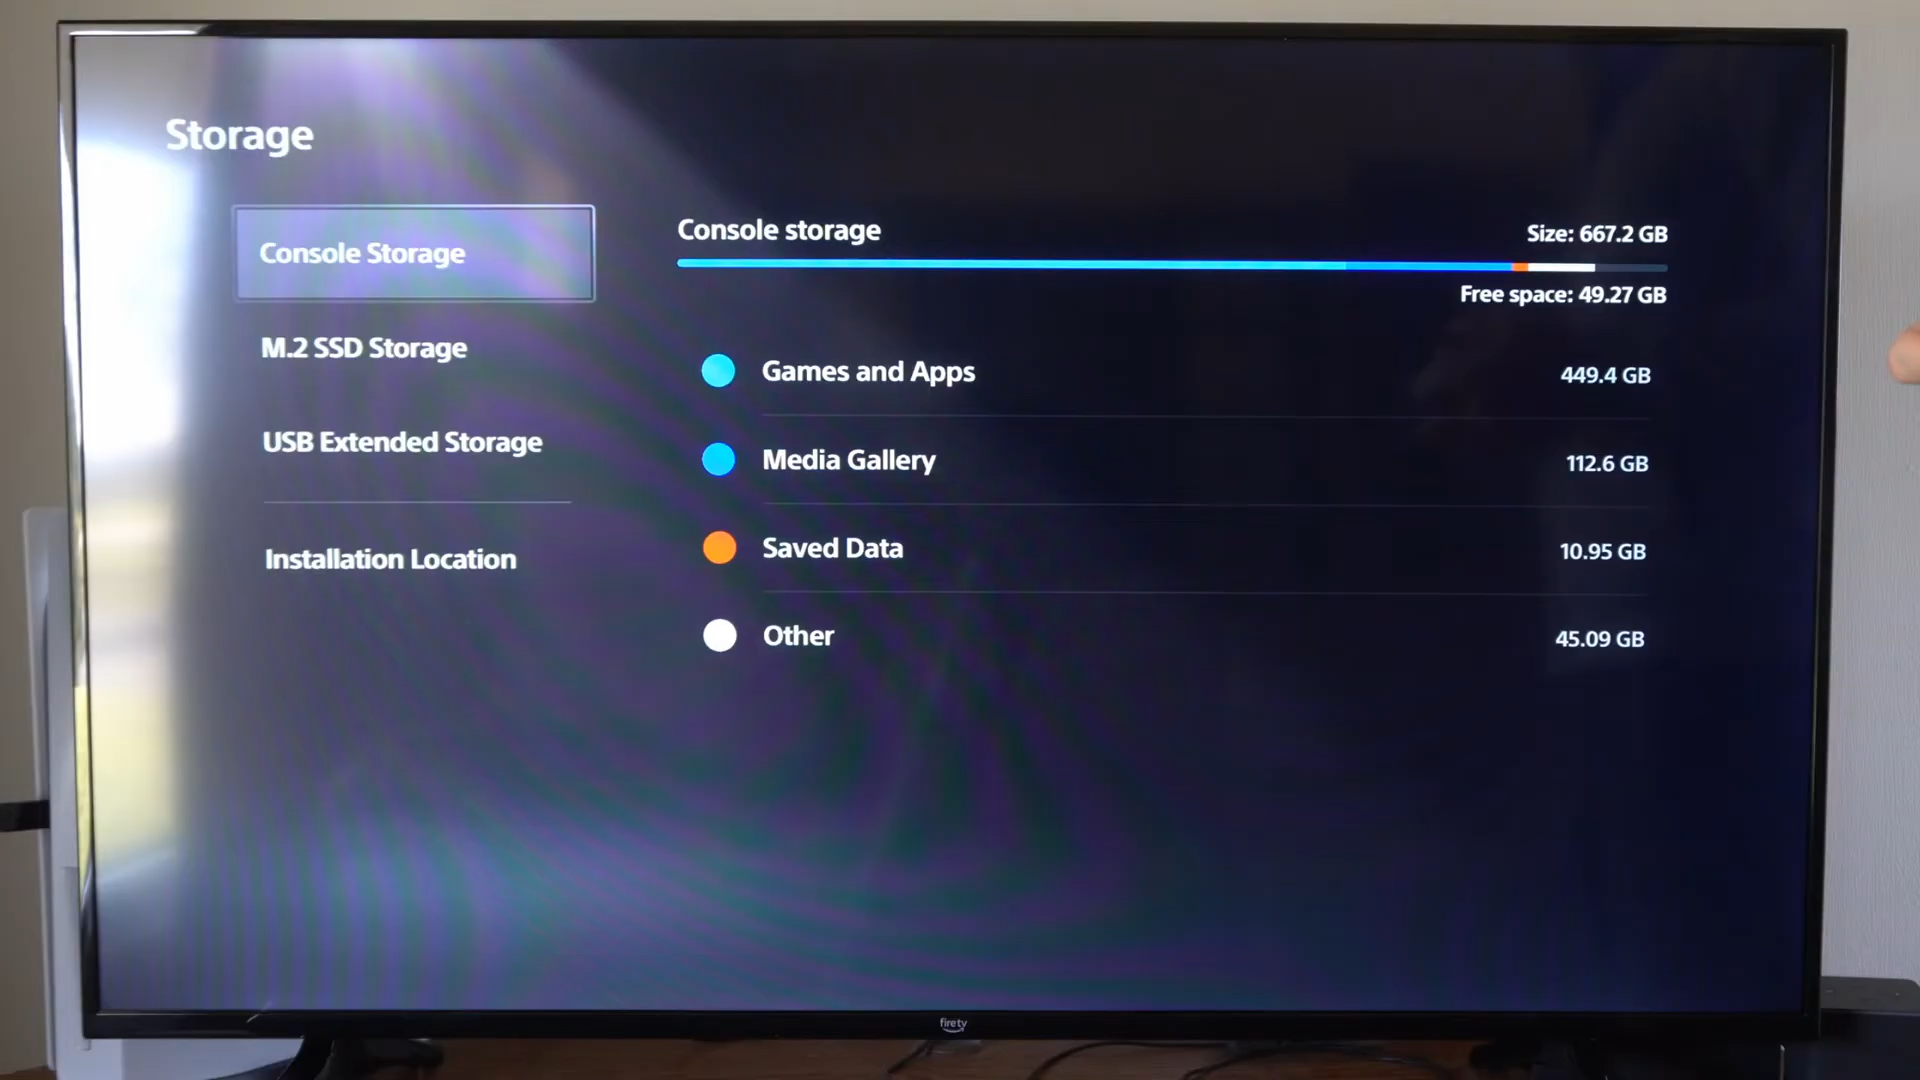 Storage
Console Storage
M.2 SSD Storage
USB Extended Storage
Installation Location
Console storage
Size: 667.2 GB
Free space: 49.27 GB
Games and Apps 449.4 GB
Media Gallery 112.6 GB
Saved Data 10.95 GB
Other 45.09 GB
firetv